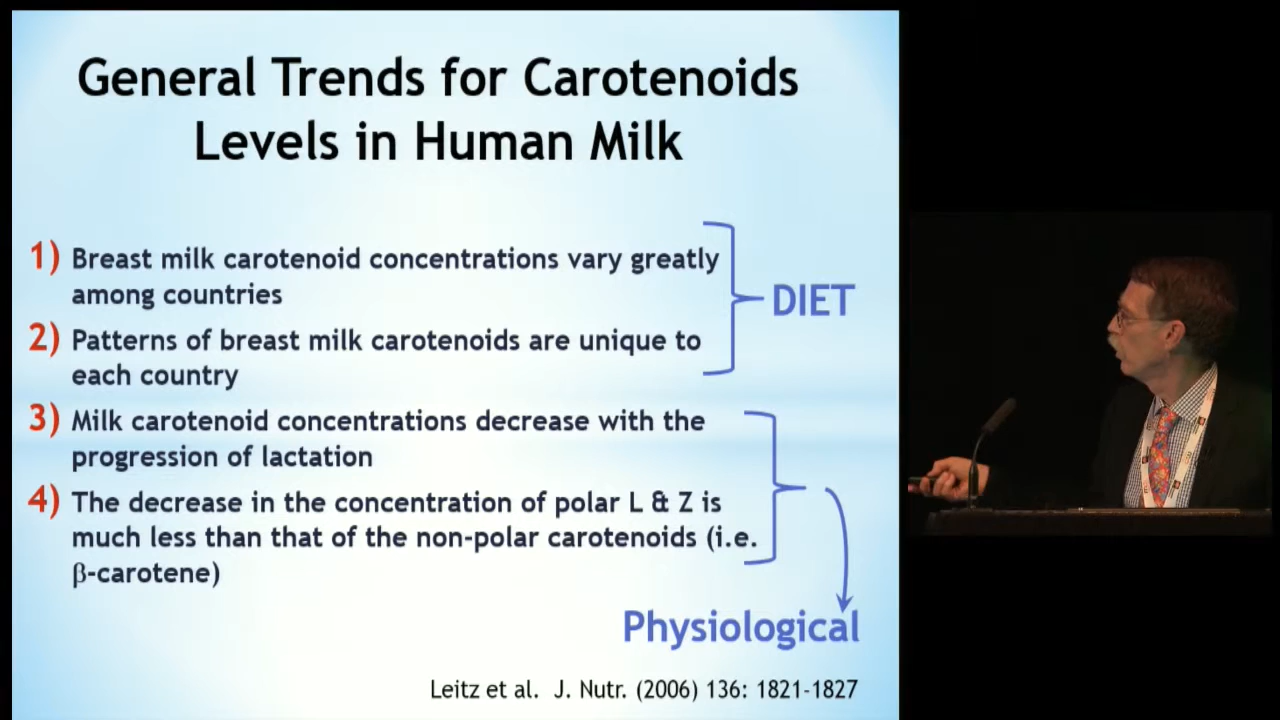 General Trends for Carotenoids
Levels in Human Milk
1) Breast milk carotenoid concentrations vary greatly
among countries
2) Patterns of breast milk carotenoids are unique to
each country
DIET
3) Milk carotenoid concentrations decrease with the
progression of lactation
4) The decrease in the concentration of polar L & Z is
much less than that of the non-polar carotenoids (i.e.
β-carotene)
Physiological
Leitz et al. J. Nutr. (2006) 136: 1821-1827